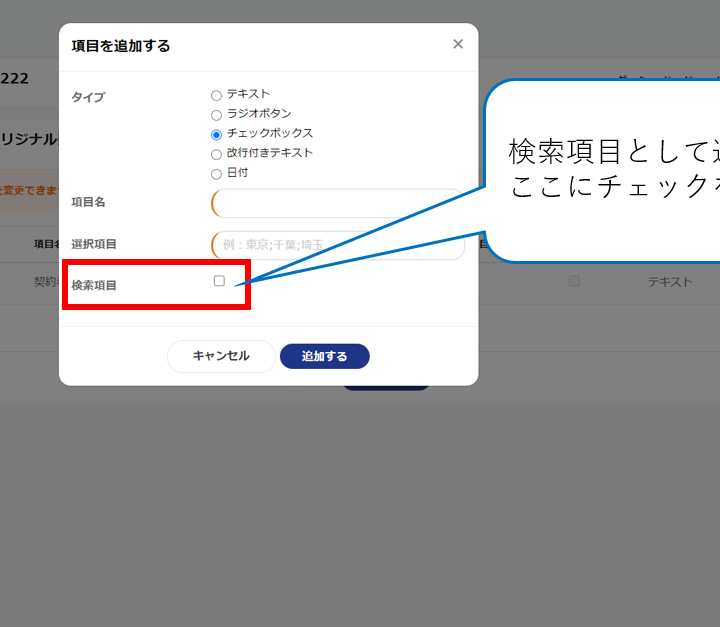 項目を追加する
222
タイプ
テキスト
ラジオボタン
チェックボックス
改行付きテキスト
日付
リジナル
を変更できま
項目名
選択項目
例：東京;千葉;埼玉
検索項目
項目
契約
テキスト
キャンセル
追加する
検索項目として
ここにチェック